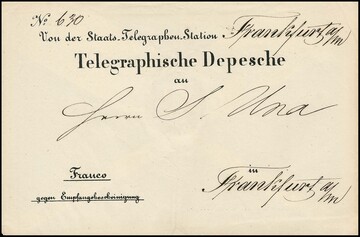 No 630
Von der Staats-Telegraphen-Station Frankfurt a/m
Telegraphische Depesche
an
Herrn S. Una
Franco
gegen Empfangsbescheinigung
in
Frankfurt a/m